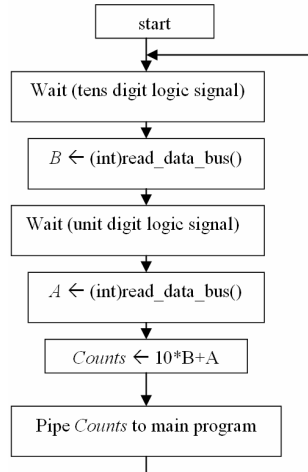 start
Wait (tens digit logic signal)
B ← (int)read_data_bus()
Wait (unit digit logic signal)
A ← (int)read_data_bus()
Counts ← 10*B+A
Pipe Counts to main program